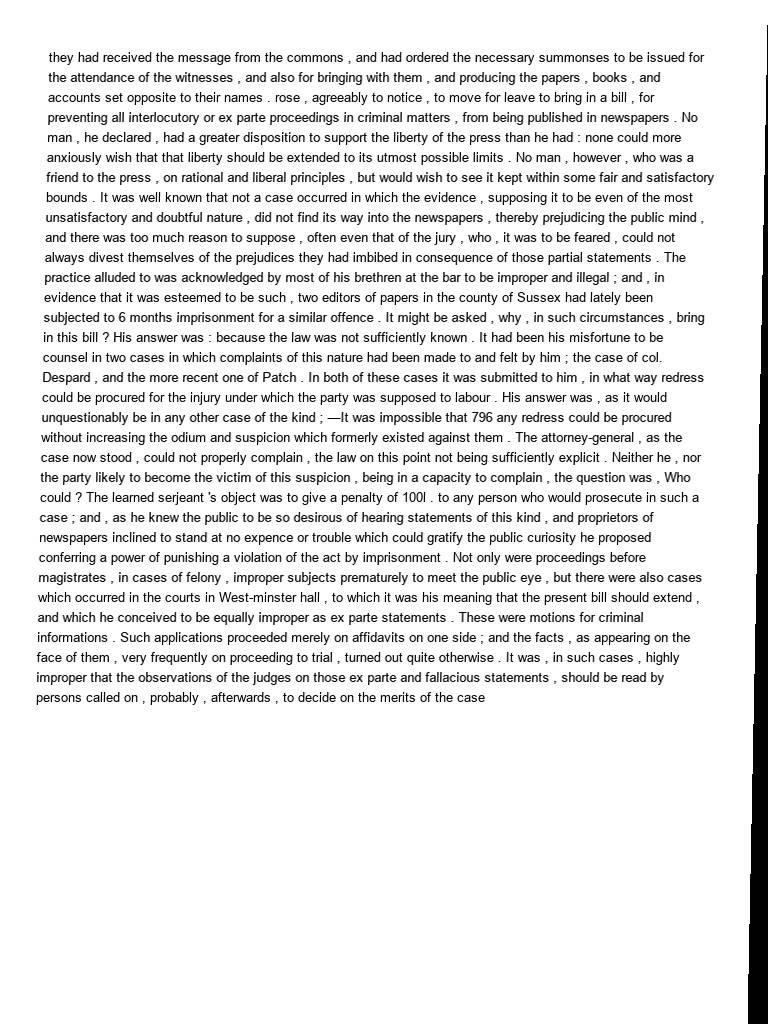 they had received the message from the commons , and had ordered the necessary summonses to be issued for
the attendance of the witnesses , and also for bringing with them , and producing the papers , books , and
accounts set opposite to their names . rose , agreeably to notice , to move for leave to bring in a bill , for
preventing all interlocutory or ex parte proceedings in criminal matters , from being published in newspapers . No
man , he declared , had a greater disposition to support the liberty of the press than he had : none could more
anxiously wish that that liberty should be extended to its utmost possible limits . No man , however , who was a
friend to the press , on rational and liberal principles , but would wish to see it kept within some fair and satisfactory
bounds . It was well known that not a case occurred in which the evidence , supposing it to be even of the most
unsatisfactory and doubtful nature , did not find its way into the newspapers , thereby prejudicing the public mind ,
and there was too much reason to suppose , often even that of the jury , who , it was to be feared , could not
always divest themselves of the prejudices they had imbibed in consequence of those partial statements . The
practice alluded to was acknowledged by most of his brethren at the bar to be improper and illegal ; and , in
evidence that it was esteemed to be such , two editors of papers in the county of Sussex had lately been
subjected to 6 months imprisonment for a similar offence . It might be asked , why , in such circumstances , bring
in this bill ? His answer was : because the law was not sufficiently known . It had been his misfortune to be
counsel in two cases in which complaints of this nature had been made to and felt by him ; the case of col.
Despard , and the more recent one of Patch . In both of these cases it was submitted to him , in what way redress
could be procured for the injury under which the party was supposed to labour . His answer was , as it would
unquestionably be in any other case of the kind ; —It was impossible that 796 any redress could be procured
without increasing the odium and suspicion which formerly existed against them . The attorney-general , as the
case now stood , could not properly complain , the law on this point not being sufficiently explicit . Neither he , nor
the party likely to become the victim of this suspicion , being in a capacity to complain , the question was , Who
could ? The learned serjeant 's object was to give a penalty of 100l . to any person who would prosecute in such a
case ; and , as he knew the public to be so desirous of hearing statements of this kind , and proprietors of
newspapers inclined to stand at no expence or trouble which could gratify the public curiosity he proposed
conferring a power of punishing a violation of the act by imprisonment . Not only were proceedings before
magistrates , in cases of felony , improper subjects prematurely to meet the public eye , but there were also cases
which occurred in the courts in West-minster hall , to which it was his meaning that the present bill should extend ,
and which he conceived to be equally improper as ex parte statements . These were motions for criminal
informations . Such applications proceeded merely on affidavits on one side ; and the facts , as appearing on the
face of them , very frequently on proceeding to trial , turned out quite otherwise . It was , in such cases , highly
improper that the observations of the judges on those ex parte and fallacious statements , should be read by
persons called on , probably , afterwards , to decide on the merits of the case